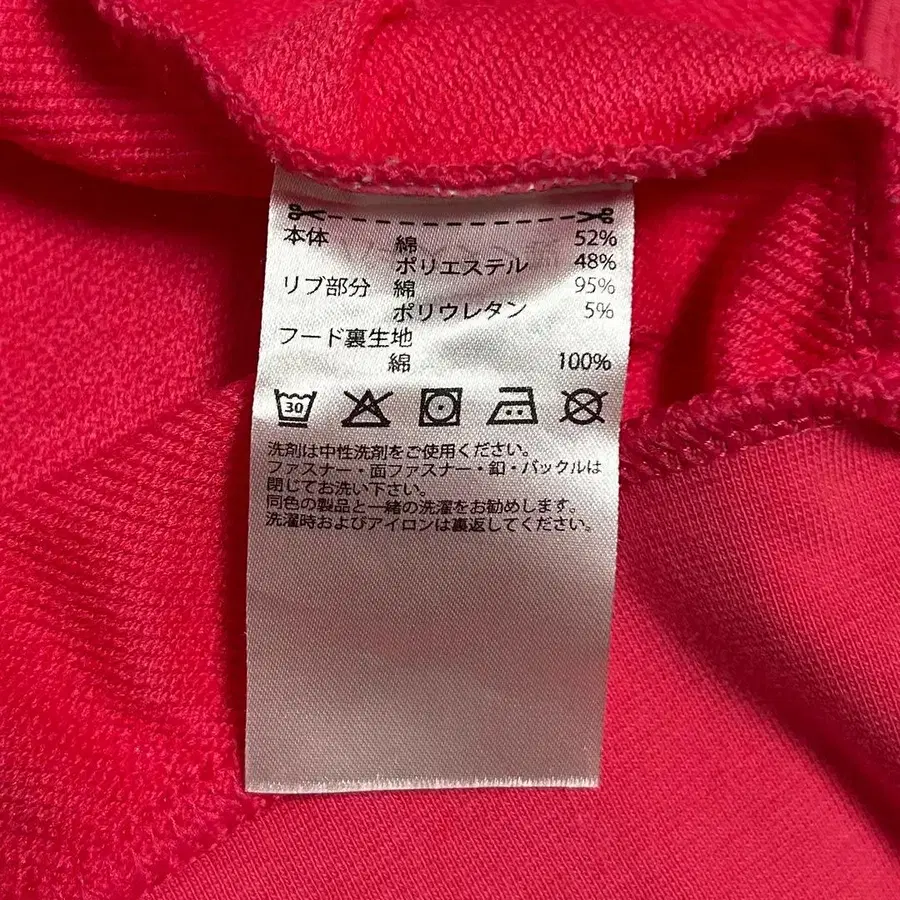 本体 綿 52%
ポリエステル 48%
リブ部分 綿 95%
ポリウレタン 5%
フード裏生地
綿 100%
30
洗剤は中性洗剤をご使用ください。
ファスナー・面ファスナー・釦・バックルは
閉じてお洗い下さい。
同色の製品と一緒の洗濯をお勧めします。
洗濯時およびアイロンは裏返してください。